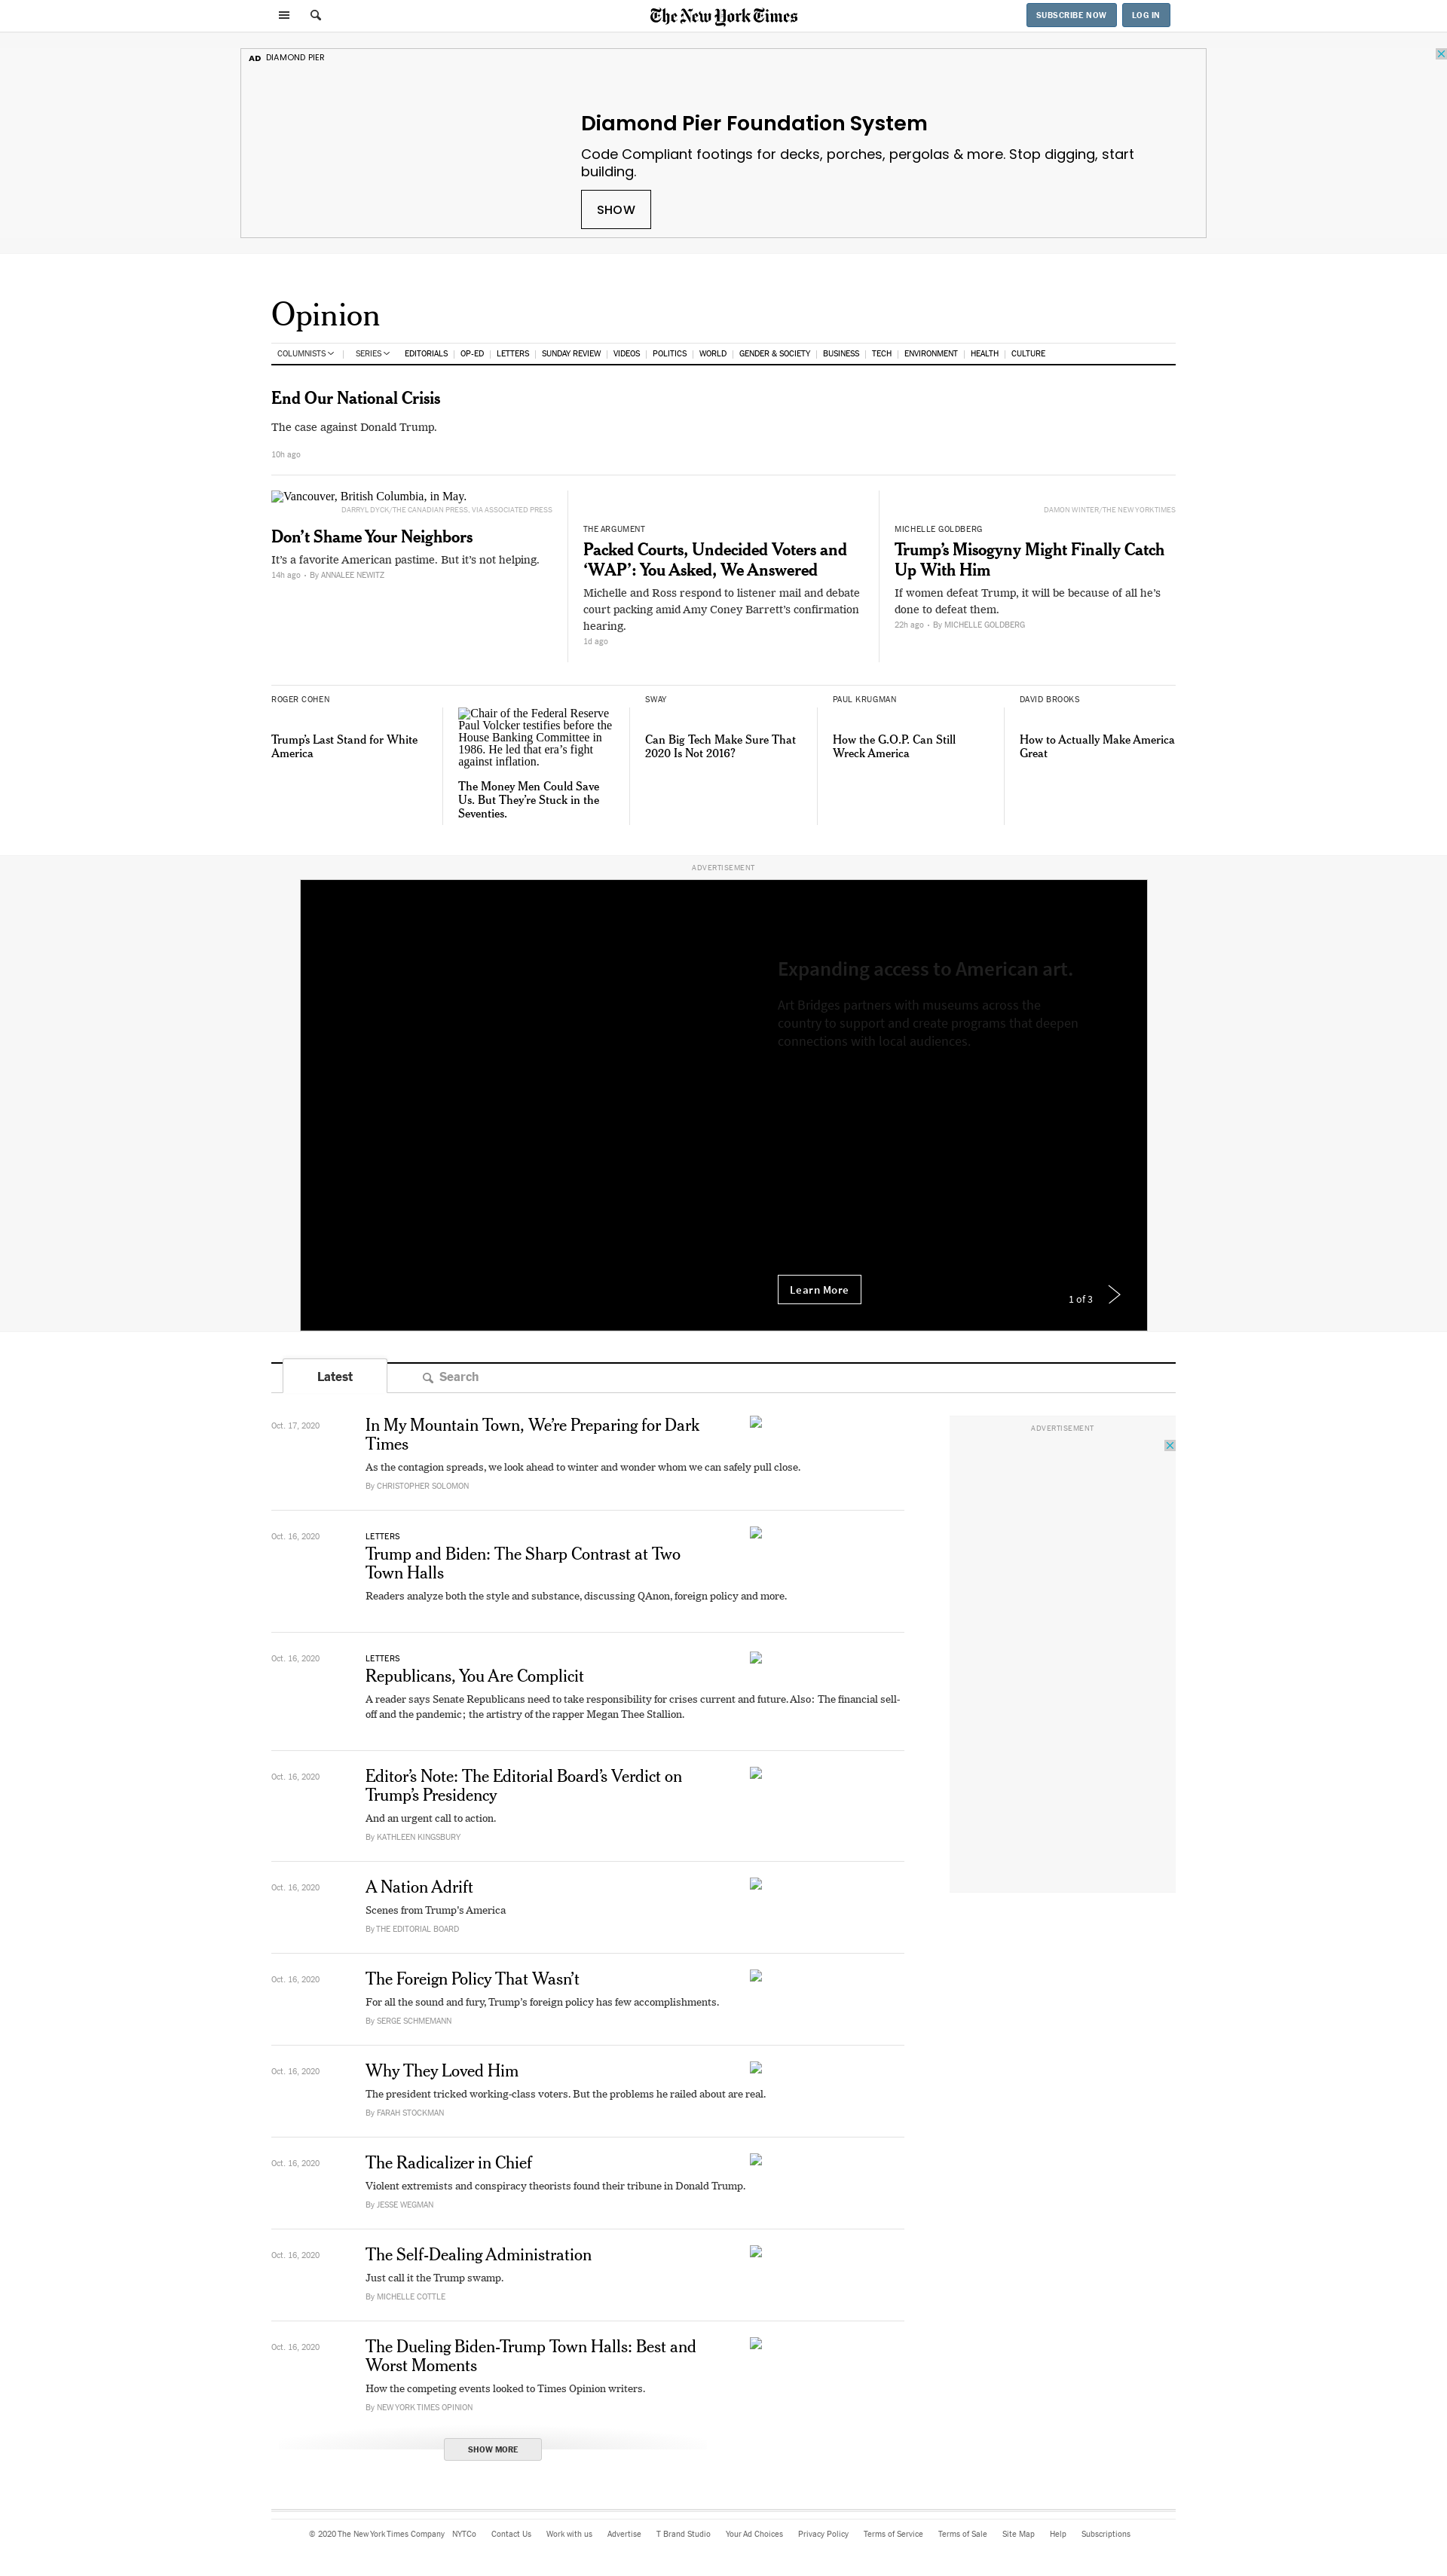 The New York Times
SUBSCRIBE NOW
LOG IN
AD DIAMOND PIER
Diamond Pier Foundation System
Code Compliant footings for decks, porches, pergolas & more. Stop digging, start
building.
SHOW
Opinion
COLUMNISTS SERIES EDITORIALS OP-ED LETTERS SUNDAY REVIEW VIDEOS POLITICS WORLD GENDER & SOCIETY BUSINESS TECH ENVIRONMENT HEALTH CULTURE
End Our National Crisis
The case against Donald Trump.
10h ago
Vancouver, British Columbia, in May.
DARRYL DYCK/THE CANADIAN PRESS, VIA ASSOCIATED PRESS
Don’t Shame Your Neighbors
It’s a favorite American pastime. But it’s not helping.
14h ago • By ANNALEE NEWITZ
THE ARGUMENT
Packed Courts, Undecided Voters and
‘WAP’: You Asked, We Answered
Michelle and Ross respond to listener mail and debate
court packing amid Amy Coney Barrett’s confirmation
hearing.
1d ago
DAMON WINTER/THE NEW YORK TIMES
MICHELLE GOLDBERG
Trump’s Misogyny Might Finally Catch
Up With Him
If women defeat Trump, it will be because of all he’s
done to defeat them.
22h ago • By MICHELLE GOLDBERG
ROGER COHEN
Trump’s Last Stand for White
America
Chair of the Federal Reserve
Paul Volcker testifies before the
House Banking Committee in
1986. He led that era’s fight
against inflation.
The Money Men Could Save
Us. But They’re Stuck in the
Seventies.
SWAY
Can Big Tech Make Sure That
2020 Is Not 2016?
PAUL KRUGMAN
How the G.O.P. Can Still
Wreck America
DAVID BROOKS
How to Actually Make America
Great
ADVERTISEMENT
Expanding access to American art.
Art Bridges partners with museums across the
country to support and create programs that deepen
connections with local audiences.
Learn More
1 of 3
Latest
Search
Oct. 17, 2020
In My Mountain Town, We’re Preparing for Dark
Times
As the contagion spreads, we look ahead to winter and wonder whom we can safely pull close.
By CHRISTOPHER SOLOMON
ADVERTISEMENT
Oct. 16, 2020
LETTERS
Trump and Biden: The Sharp Contrast at Two
Town Halls
Readers analyze both the style and substance, discussing QAnon, foreign policy and more.
Oct. 16, 2020
LETTERS
Republicans, You Are Complicit
A reader says Senate Republicans need to take responsibility for crises current and future. Also: The financial sell-
off and the pandemic; the artistry of the rapper Megan Thee Stallion.
Oct. 16, 2020
Editor’s Note: The Editorial Board’s Verdict on
Trump’s Presidency
And an urgent call to action.
By KATHLEEN KINGSBURY
Oct. 16, 2020
A Nation Adrift
Scenes from Trump’s America
By THE EDITORIAL BOARD
Oct. 16, 2020
The Foreign Policy That Wasn’t
For all the sound and fury, Trump’s foreign policy has few accomplishments.
By SERGE SCHMEMANN
Oct. 16, 2020
Why They Loved Him
The president tricked working-class voters. But the problems he railed about are real.
By FARAH STOCKMAN
Oct. 16, 2020
The Radicalizer in Chief
Violent extremists and conspiracy theorists found their tribune in Donald Trump.
By JESSE WEGMAN
Oct. 16, 2020
The Self-Dealing Administration
Just call it the Trump swamp.
By MICHELLE COTTLE
Oct. 16, 2020
The Dueling Biden-Trump Town Halls: Best and
Worst Moments
How the competing events looked to Times Opinion writers.
By NEW YORK TIMES OPINION
SHOW MORE
© 2020 The New York Times Company NYTCo Contact Us Work with us Advertise T Brand Studio Your Ad Choices Privacy Policy Terms of Service Terms of Sale Site Map Help Subscriptions